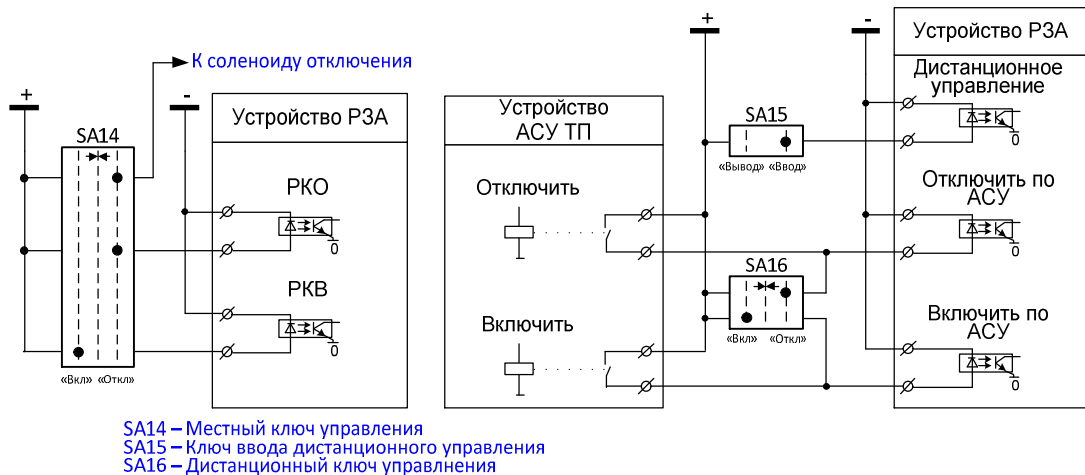 К соленоиду отключения
+
SA14
-
Устройство РЗА
РКО
0
РКВ
0
«Вкл» «Откл»
Устройство
АСУ ТП
Отключить
Включить
+
SA15
«Вывод» «Ввод»
SA16
«Вкл» «Откл»
-
Устройство РЗА
Дистанционное
управление
0
Отключить по
АСУ
0
Включить по
АСУ
0
SA14 – Местный ключ управления
SA15 – Ключ ввода дистанционного управления
SA16 – Дистанционный ключ управлнения